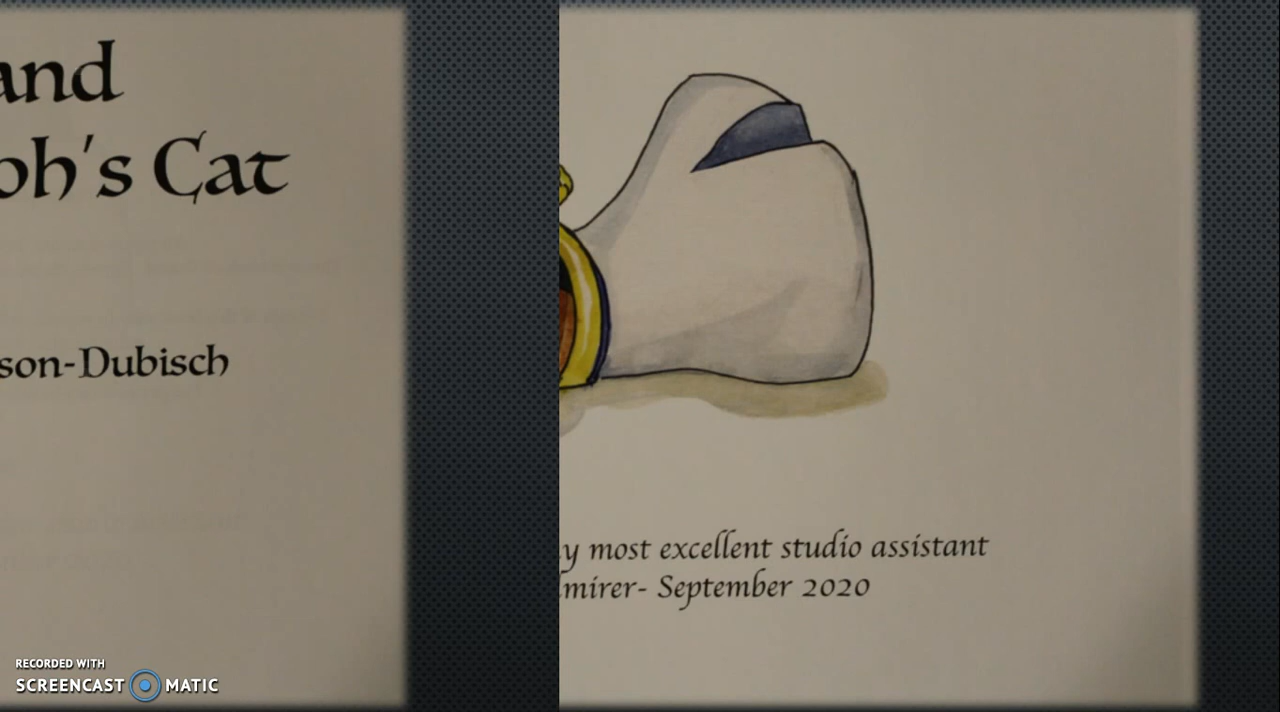 and
oh's Cat
son-Dubisch
y most excellent studio assistant
mirer- September 2020
RECORDED WITH
SCREENCAST MATIC